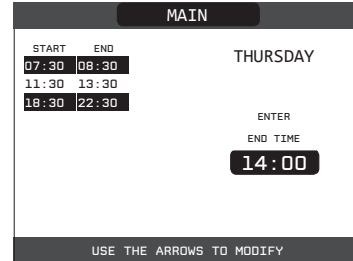 MAIN
START END
07:30 08:30
11:30 13:30
18:30 22:30
THURSDAY
ENTER
END TIME
14:00
USE THE ARROWS TO MODIFY